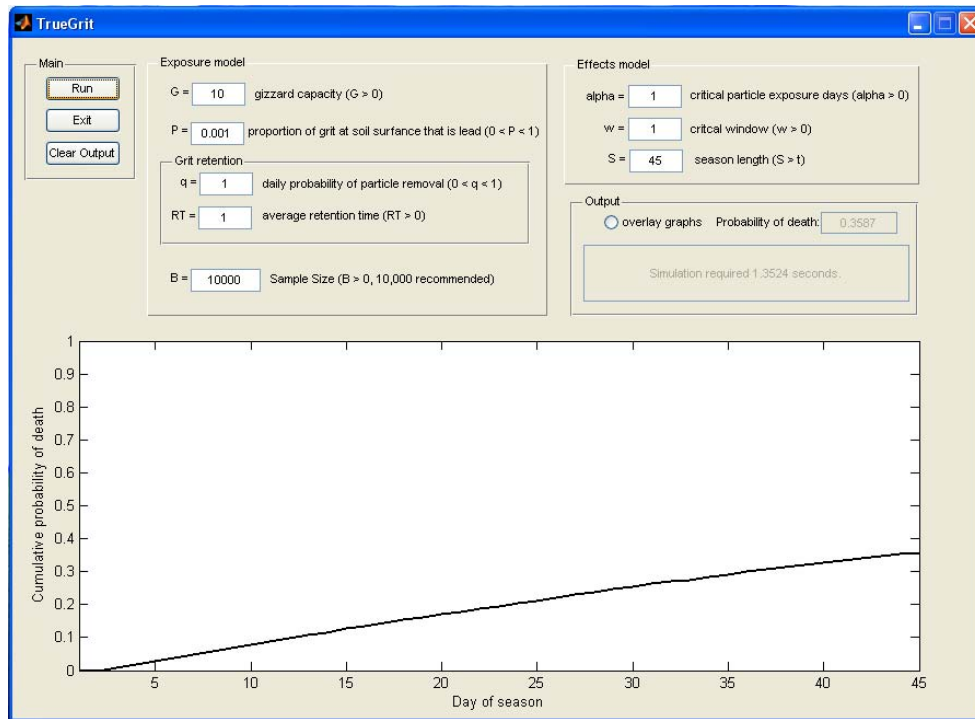 TrueGrit
Main
Run
Exit
Clear Output
Exposure model
G = 10 gizzard capacity (G > 0)
P = 0.001 proportion of grit at soil surfance that is lead (0 < P < 1)
Grit retention
q = 1 daily probability of particle removal (0 < q < 1)
RT = 1 average retention time (RT > 0)
B = 10000 Sample Size (B > 0, 10,000 recommended)
Effects model
alpha = 1 critical particle exposure days (alpha > 0)
w = 1 critcal window (w > 0)
S = 45 season length (S > t)
Output
overlay graphs Probability of death: 0.3587
Simulation required 1.3524 seconds.
Cumulative probability of death
1
0.9
0.8
0.7
0.6
0.5
0.4
0.3
0.2
0.1
0
5 10 15 20 25 30 35 40 45
Day of season